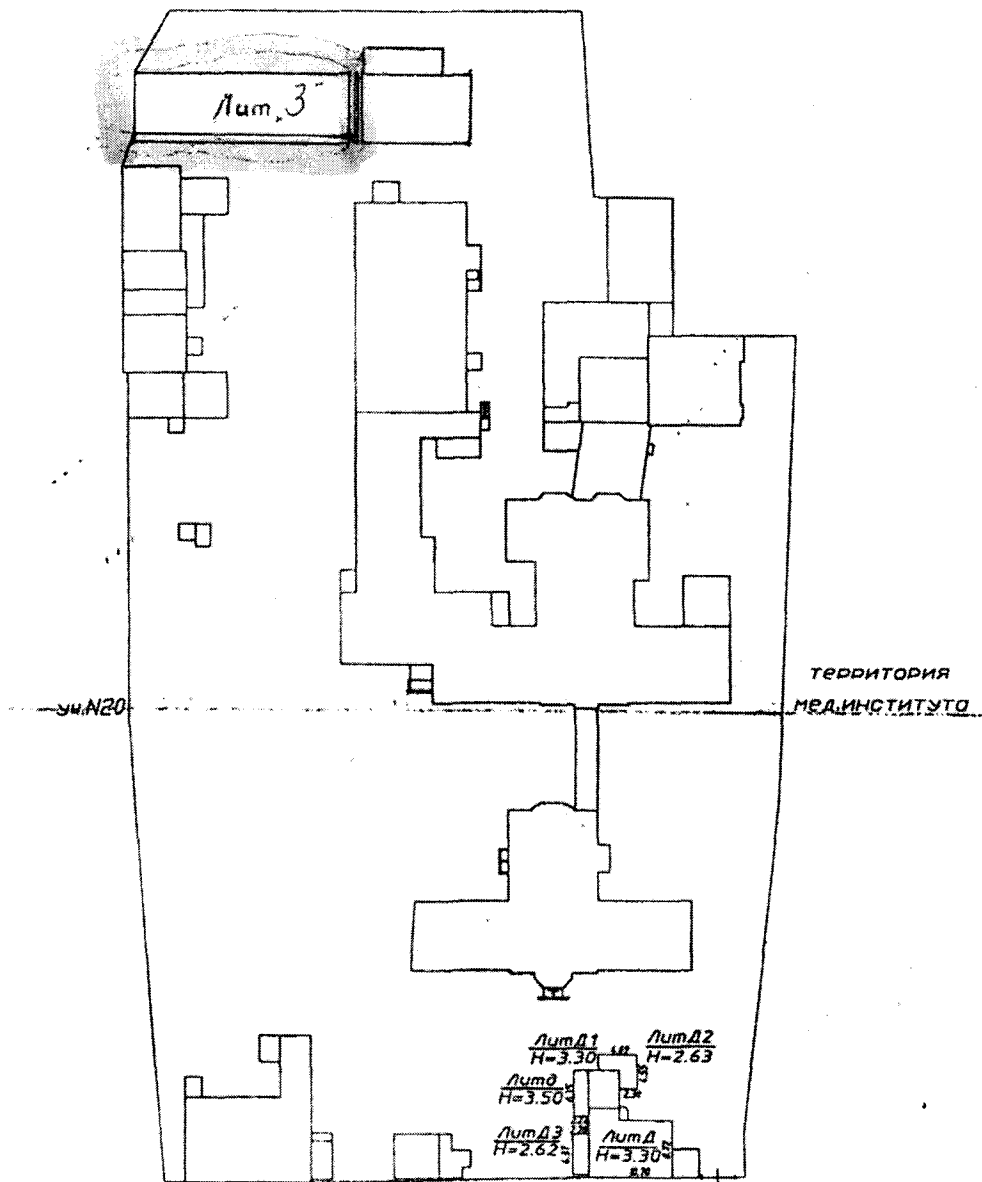 Лит. З
территория
уч.N20
мед.института
ЛитД1
H=3.30
ЛитД2
H=2.63
Литд
H=3.50
ЛитД3
H=2.62
ЛитД
H=3.30